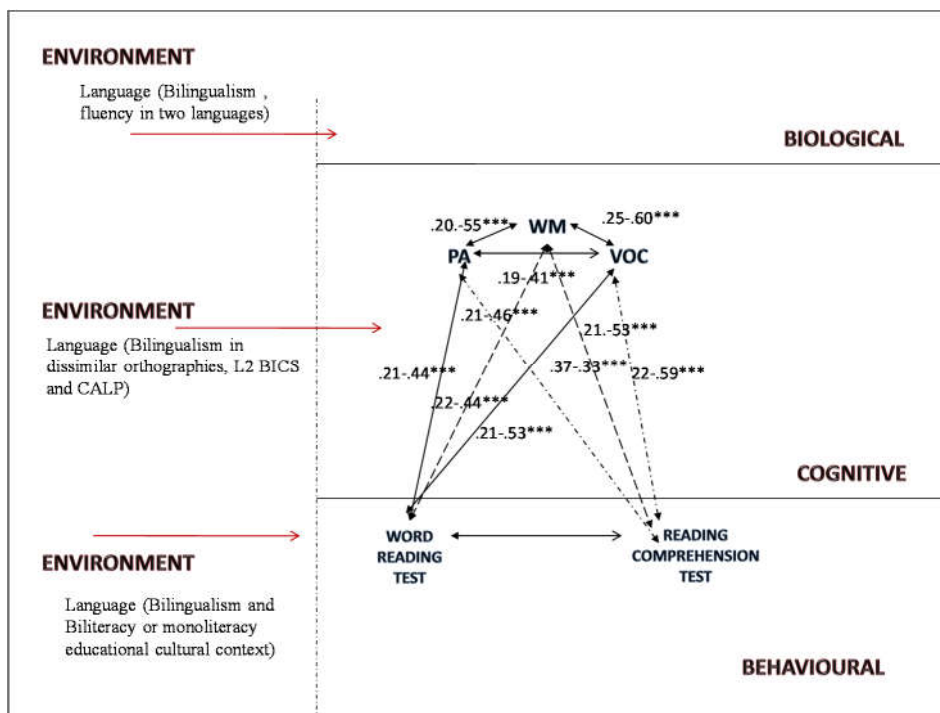 ENVIRONMENT
Language (Bilingualism ,
fluency in two languages)
BIOLOGICAL
.20.-55***
WM
.25-.60***
PA
VOC
.19-.41***
ENVIRONMENT
.21-.46***
21.-53***
Language (Bilingualism in
dissimilar orthographies, L2 BICS
and CALP)
.21-.44***
.37-.33***
.22-.59***
.22-.44***
.21-.53***
COGNITIVE
WORD
READING
TEST
READING
COMPREHENSION
TEST
ENVIRONMENT
Language (Bilingualism and
Biliteracy or monoliteracy
educational cultural context)
BEHAVIOURAL